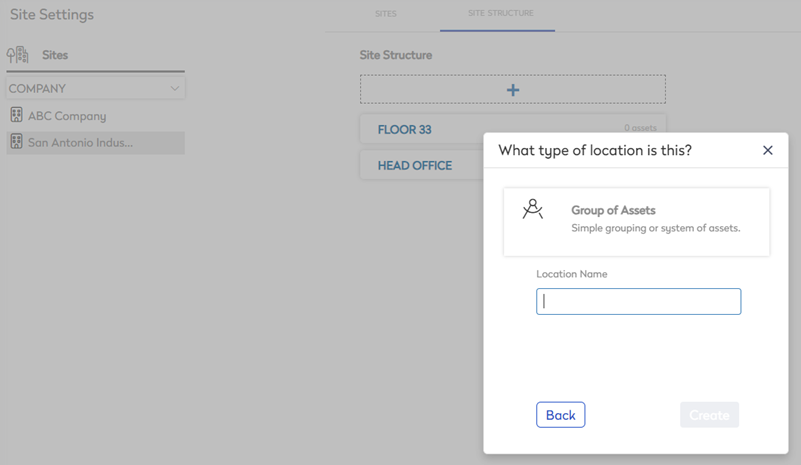 Site Settings
SITES
SITE STRUCTURE
Sites
COMPANY
ABC Company
San Antonio Indus...
Site Structure
+
FLOOR 33
0 assets
HEAD OFFICE
What type of location is this?
Group of Assets
Simple grouping or system of assets.
Location Name
Back
Create